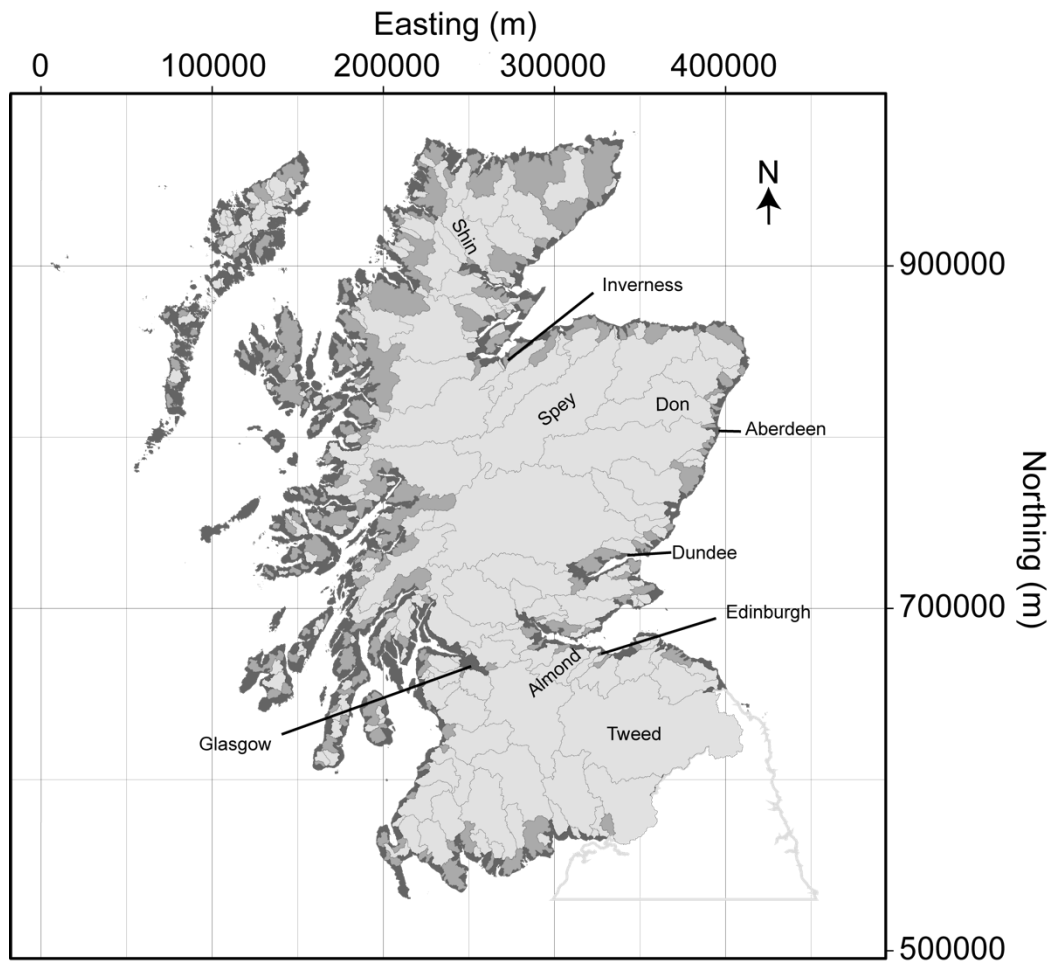 Easting (m)
0 100000 200000 300000 400000
N
Shin
900000
Inverness
Spey
Don
Aberdeen
Northing (m)
Dundee
700000
Edinburgh
Almond
Glasgow
Tweed
500000